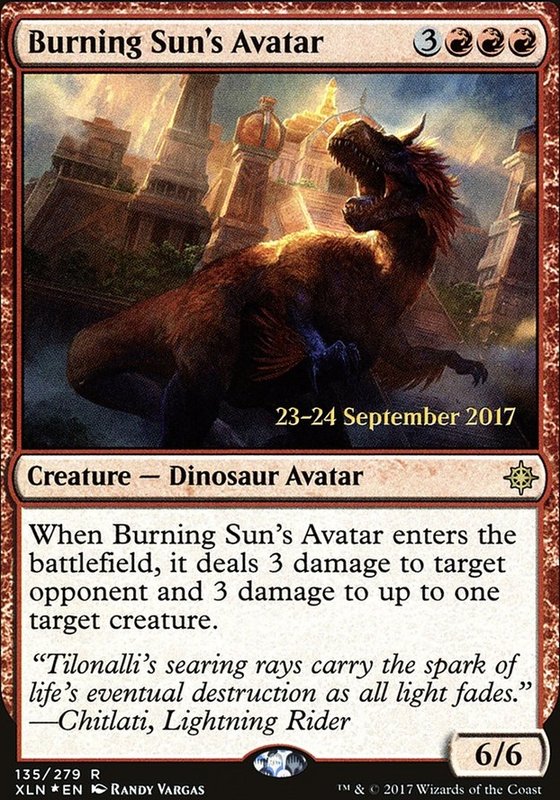 Burning Sun's Avatar 3
23–24 September 2017
Creature — Dinosaur Avatar
When Burning Sun's Avatar enters the
battlefield, it deals 3 damage to target
opponent and 3 damage to up to one
target creature.
“Tilonalli's searing rays carry the spark of
life's eventual destruction as all light fades.”
—Chitlati, Lightning Rider
6/6
135/279 R
XLN ★ EN Randy Vargas
™ & © 2017 Wizards of the Coast